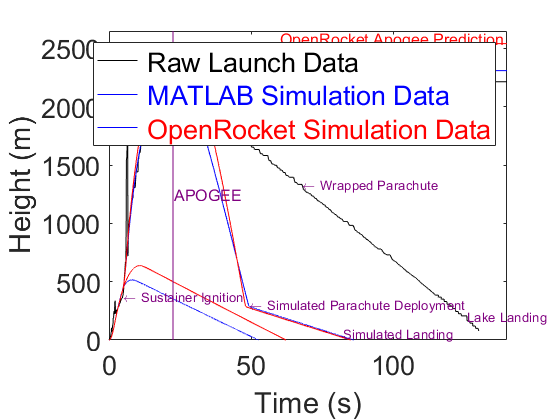 OpenRocket Apogee Prediction
2500
Raw Launch Data
MATLAB Simulation Data
OpenRocket Simulation Data
2000
1500
1000
500
0
Height (m)
← Wrapped Parachute
APOGEE
← Sustainer Ignition
← Simulated Parachute Deployment
Lake Landing
Simulated Landing
0 50 100
Time (s)